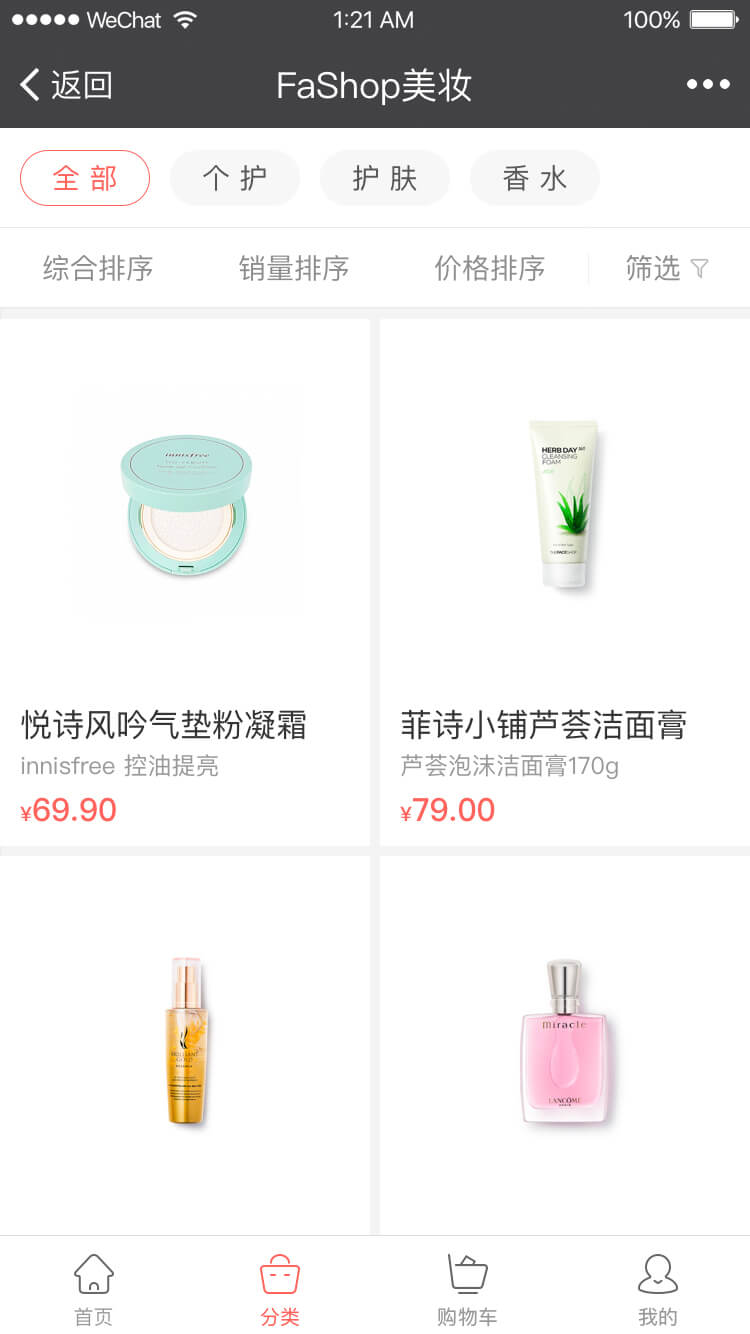 WeChat 1:21 AM 100%
返回 FaShop美妆
全部 个护 护肤 香水
综合排序 销量排序 价格排序 筛选
innisfree
HERB DAY 365
CLEANSING
FOAM
THEFACESHOP
悦诗风吟气垫粉凝霜
innisfree 控油提亮
¥69.90
菲诗小铺芦荟洁面膏
芦荟泡沫洁面膏170g
¥79.00
BRILLIANT
GOLD
miracle
LANCÔME
首页 分类 购物车 我的